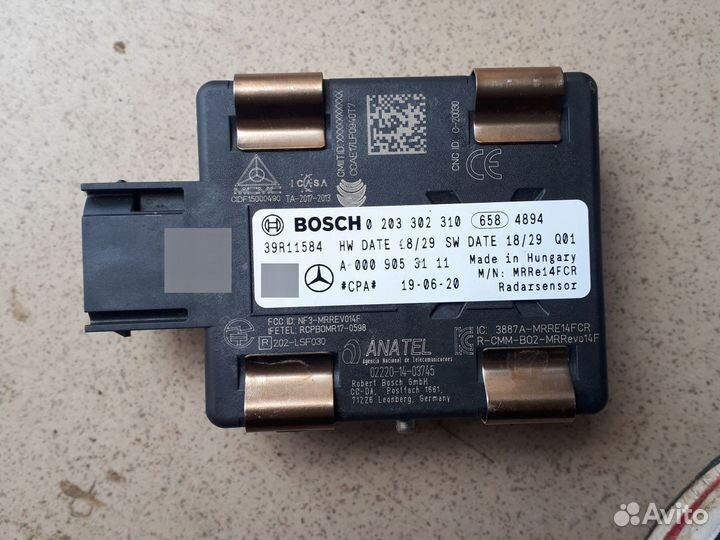 CMIIT ID: XXXXXXXXXX
CCAE17LP0940T7
CNC ID: C-20030
CE
ICASA
TA-2017-2013
CIDF15000490
BOSCH 0 203 302 310 658 4894
39R11584 HW DATE 18/29 SW DATE 18/29 Q01
A 000 905 31 11 Made in Hungary
#CPA# 19-06-20 M/N: MRRe14FCR
Radarsensor
FCC ID: NF3-MRREVO14F
IFETEL: RCPBOMR17-0598
R 202-LSF030
ANATEL
Agência Nacional de Telecomunicações
02220-14-03745
Robert Bosch GmbH
CC-DA, Postfach 1661,
71226 Leonberg, Germany
IC: 3887A-MRRE14FCR
R-CMM-BO2-MRRevo14F
Avito